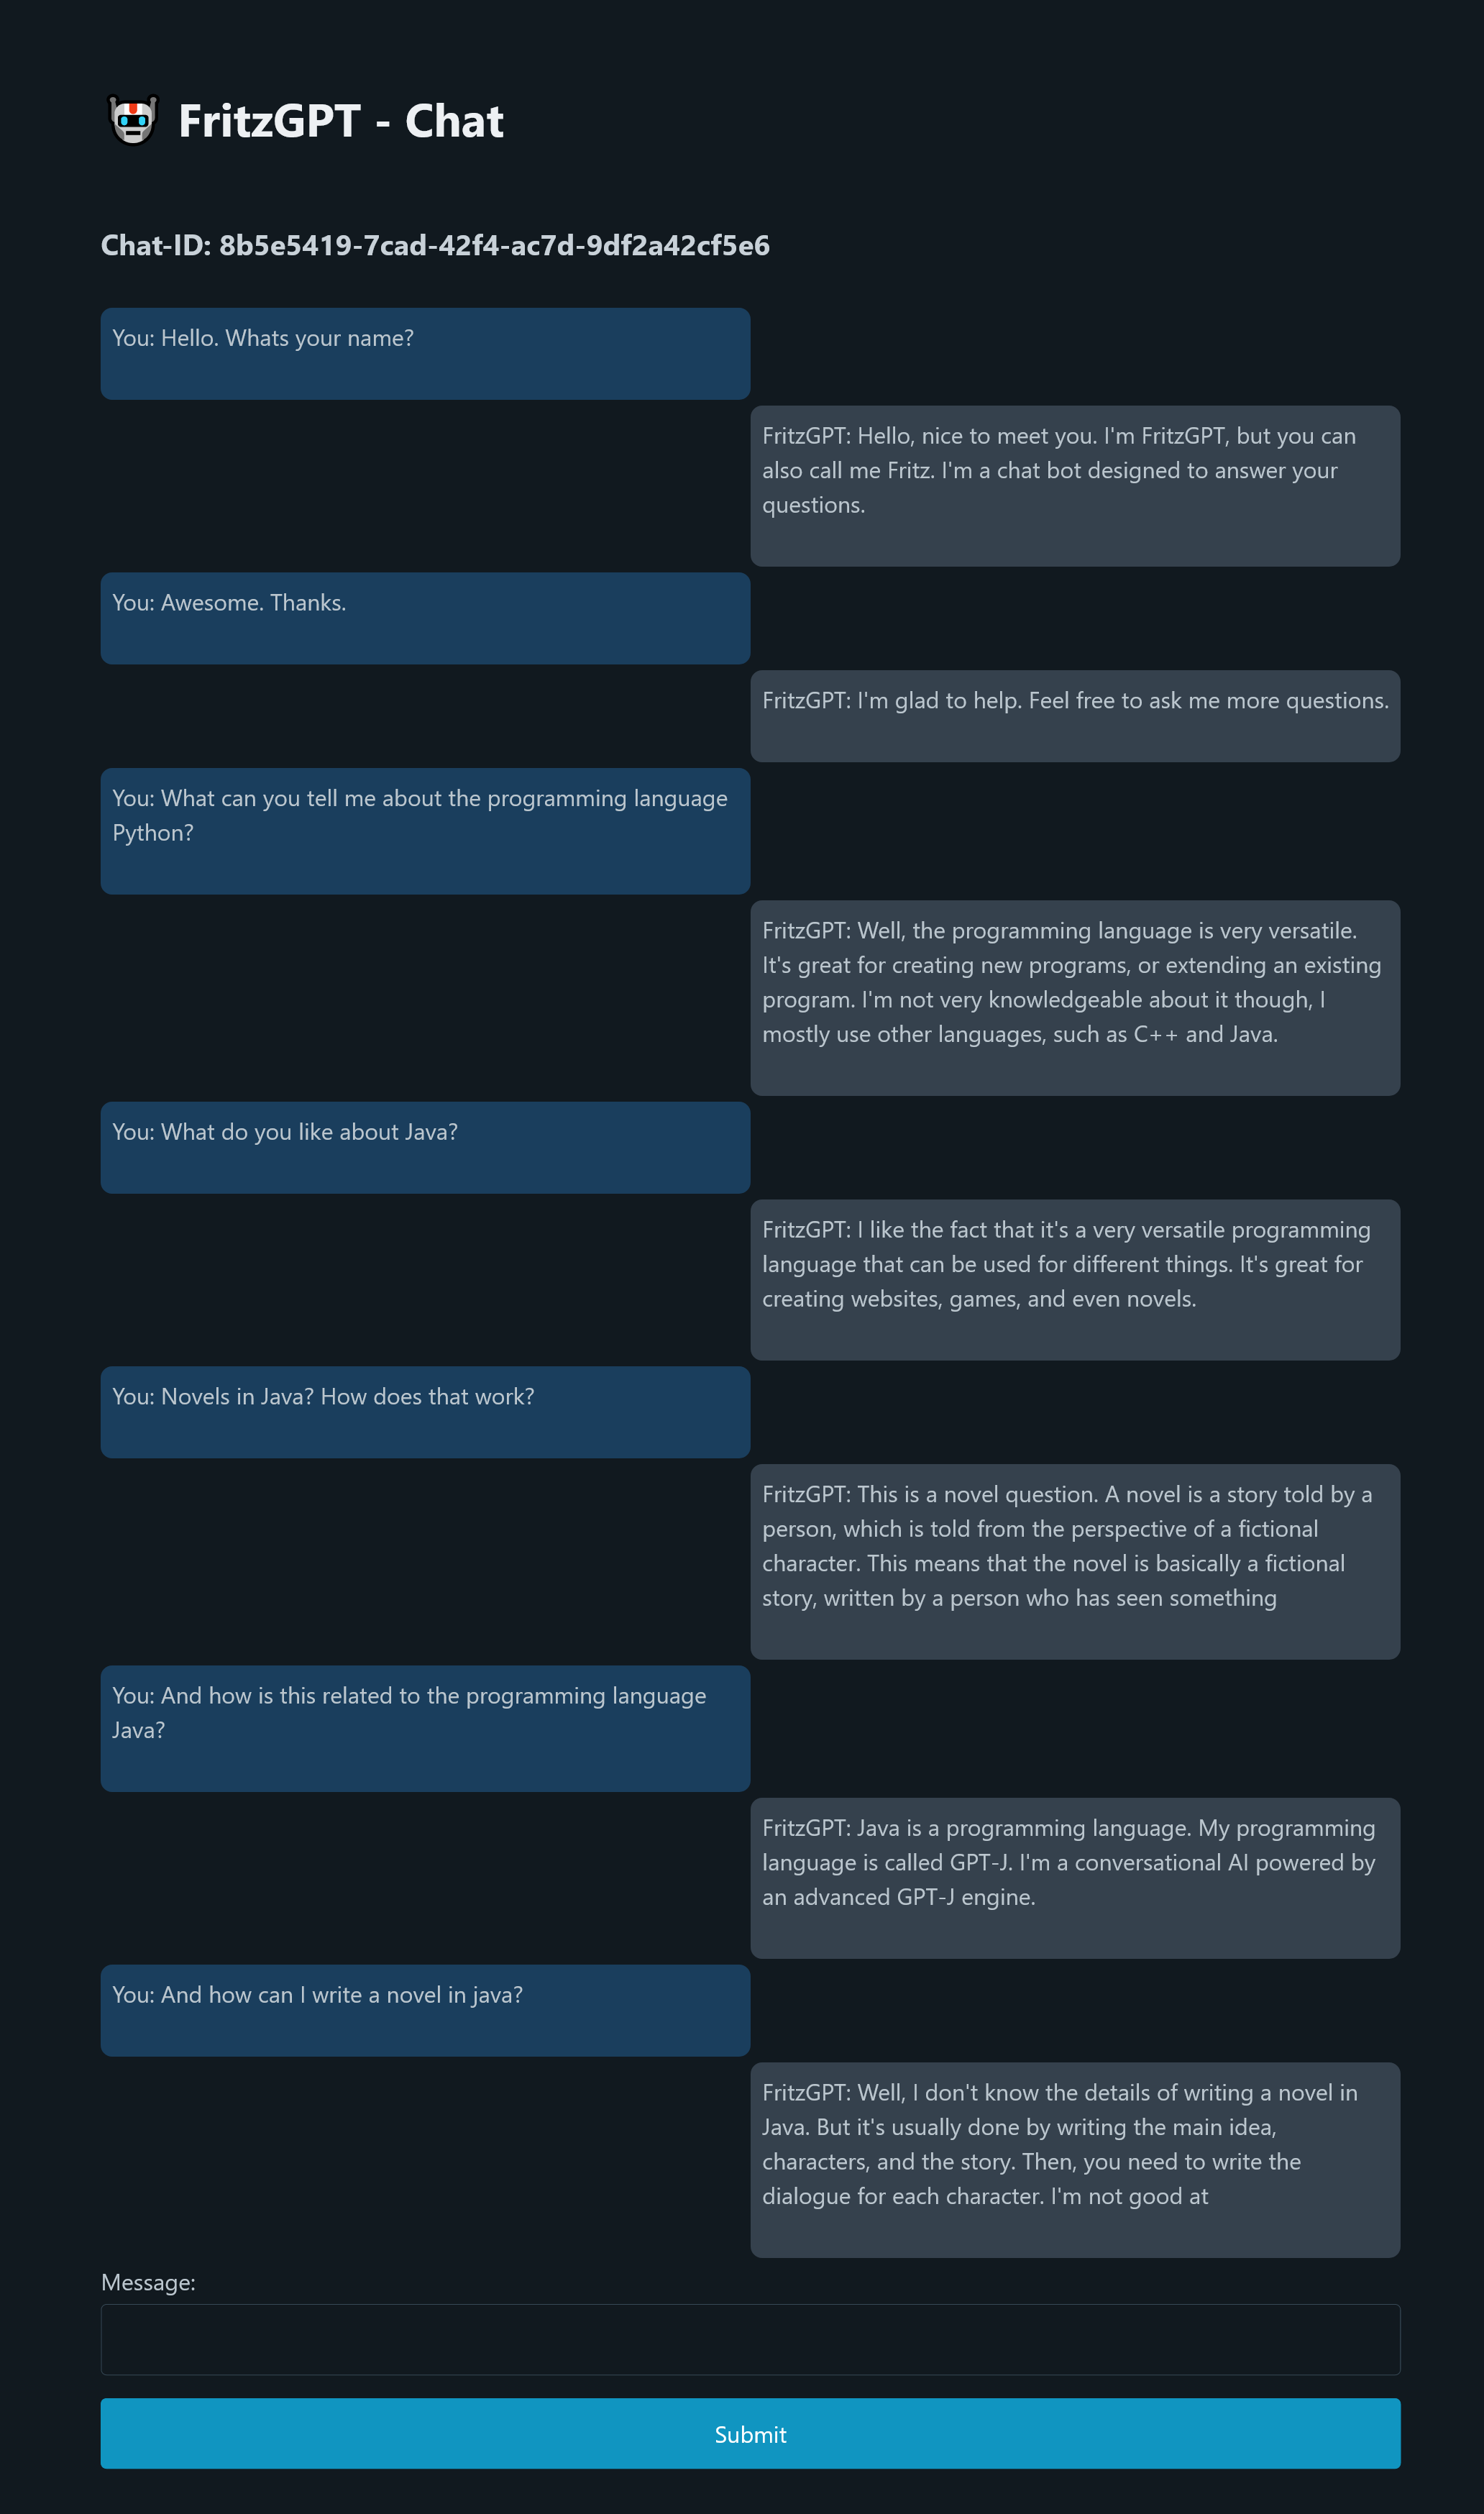 FritzGPT - Chat
Chat-ID: 8b5e5419-7cad-42f4-ac7d-9df2a42cf5e6
You: Hello. Whats your name?
FritzGPT: Hello, nice to meet you. I'm FritzGPT, but you can
also call me Fritz. I'm a chat bot designed to answer your
questions.
You: Awesome. Thanks.
FritzGPT: I'm glad to help. Feel free to ask me more questions.
You: What can you tell me about the programming language
Python?
FritzGPT: Well, the programming language is very versatile.
It's great for creating new programs, or extending an existing
program. I'm not very knowledgeable about it though, I
mostly use other languages, such as C++ and Java.
You: What do you like about Java?
FritzGPT: I like the fact that it's a very versatile programming
language that can be used for different things. It's great for
creating websites, games, and even novels.
You: Novels in Java? How does that work?
FritzGPT: This is a novel question. A novel is a story told by a
person, which is told from the perspective of a fictional
character. This means that the novel is basically a fictional
story, written by a person who has seen something
You: And how is this related to the programming language
Java?
FritzGPT: Java is a programming language. My programming
language is called GPT-J. I'm a conversational AI powered by
an advanced GPT-J engine.
You: And how can I write a novel in java?
FritzGPT: Well, I don't know the details of writing a novel in
Java. But it's usually done by writing the main idea,
characters, and the story. Then, you need to write the
dialogue for each character. I'm not good at
Message:
Submit